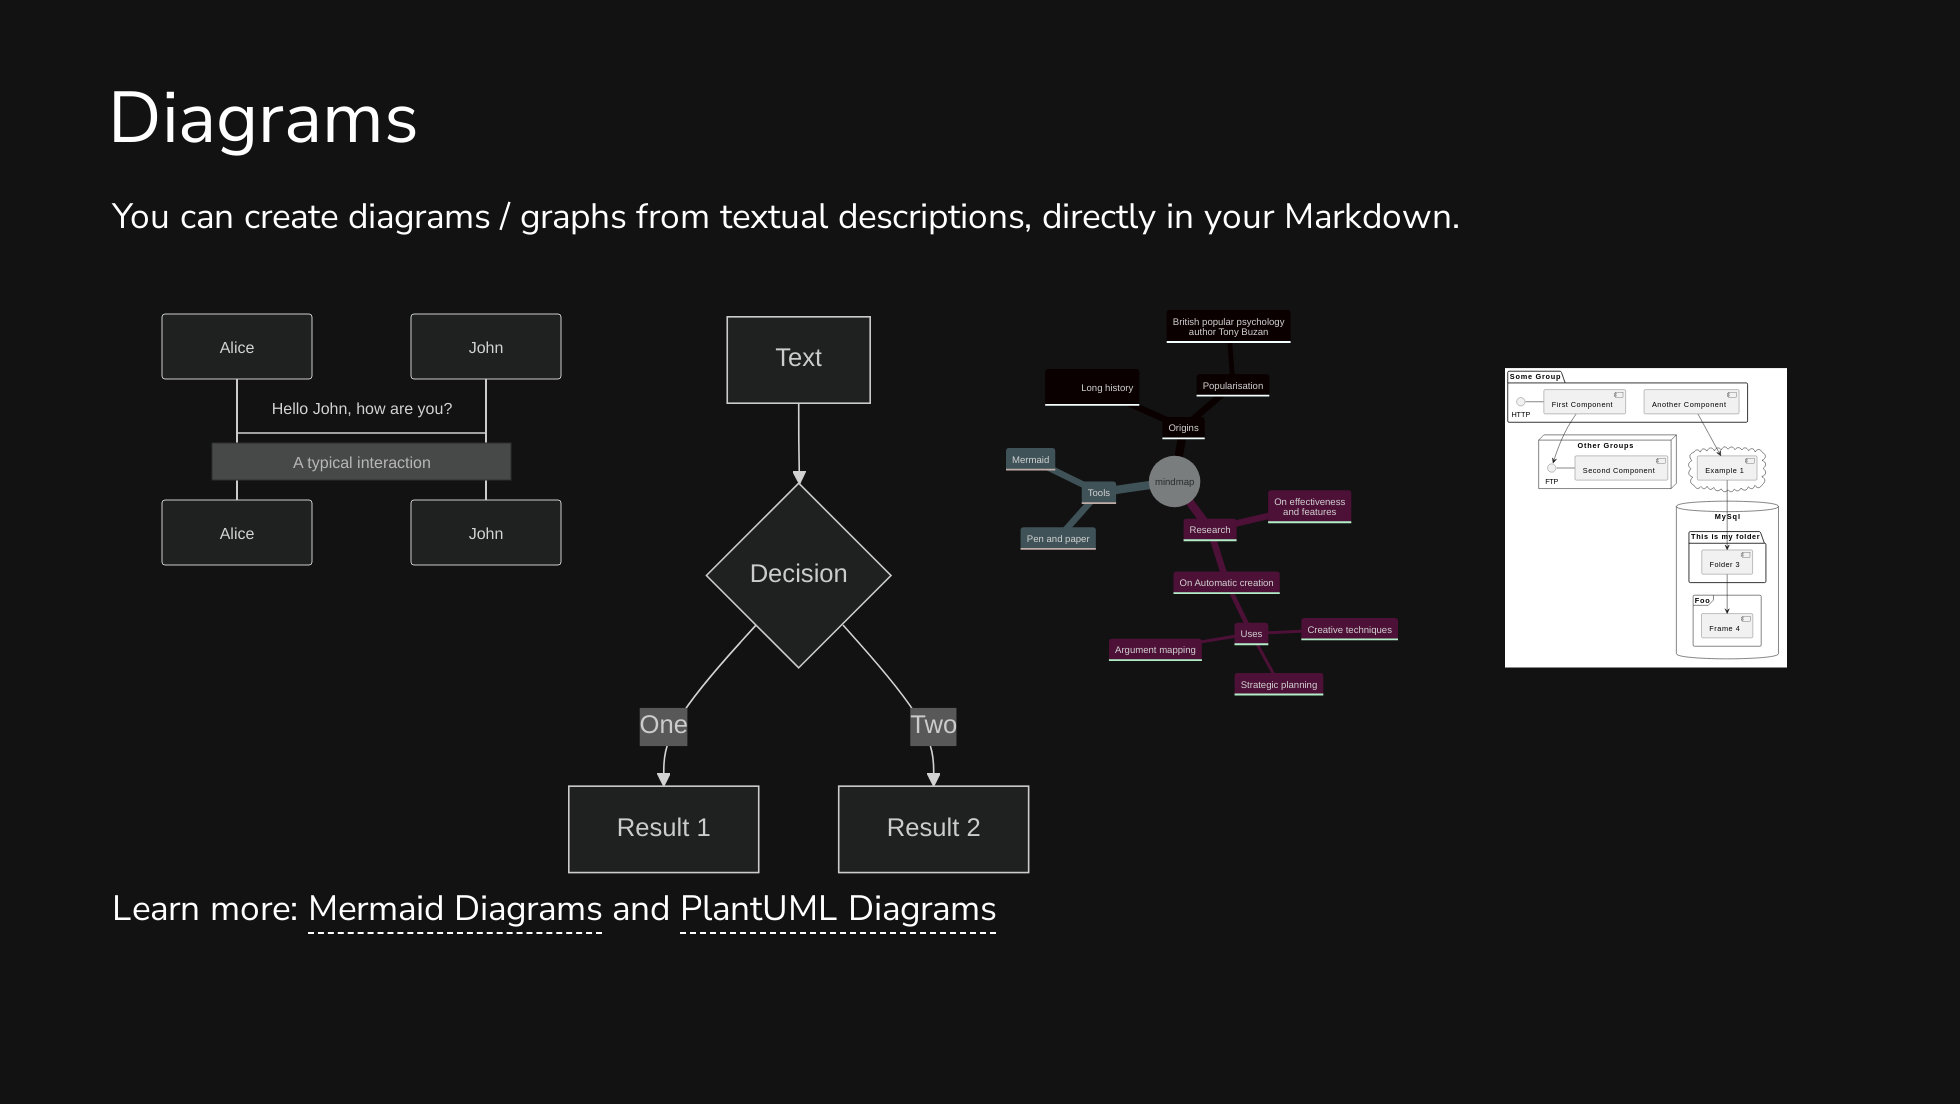 Diagrams
You can create diagrams / graphs from textual descriptions, directly in your Markdown.
Alice
John
Hello John, how are you?
A typical interaction
Alice
John
Text
Decision
One
Two
Result 1
Result 2
British popular psychology
author Tony Buzan
Long history
Popularisation
Origins
Mermaid
Tools
mindmap
Pen and paper
On effectiveness
and features
Research
On Automatic creation
Uses
Creative techniques
Argument mapping
Strategic planning
Some Group
HTTP
First Component
Another Component
Other Groups
FTP
Second Component
Example 1
MySql
This is my folder
Folder 3
Foo
Frame 4
Learn more: Mermaid Diagrams and PlantUML Diagrams